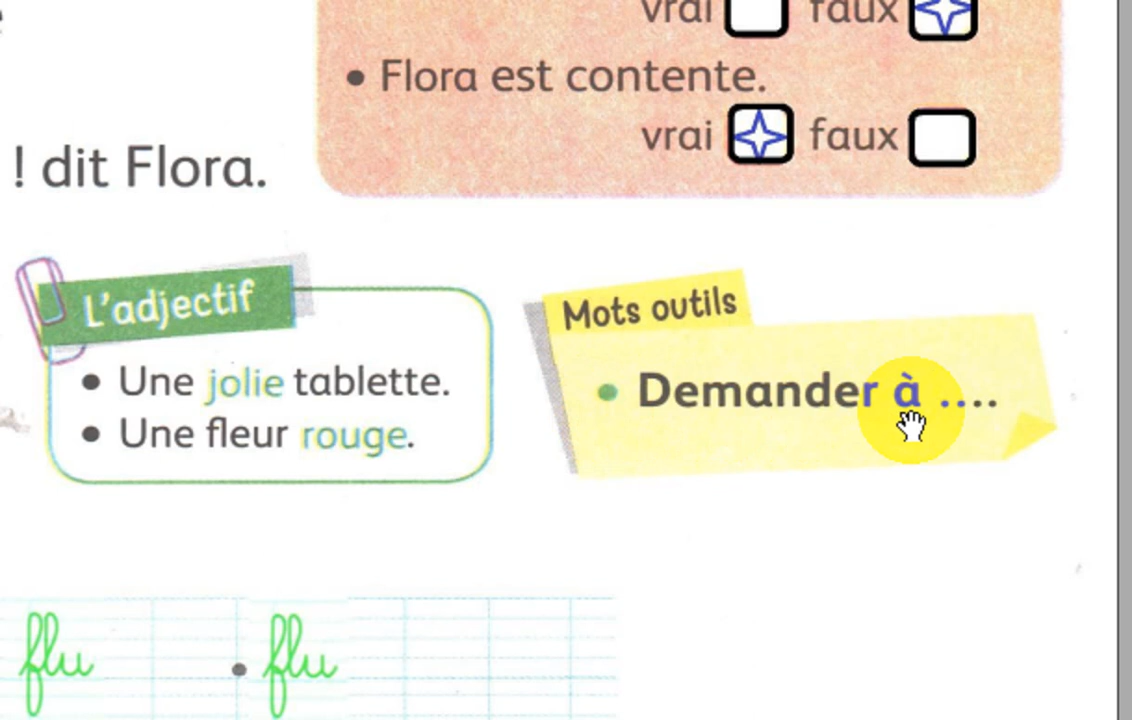 vrai faux
• Flora est contente.
vrai faux
! dit Flora.
L'adjectif
• Une jolie tablette.
• Une fleur rouge.
Mots outils
• Demander à ....
flu • flu